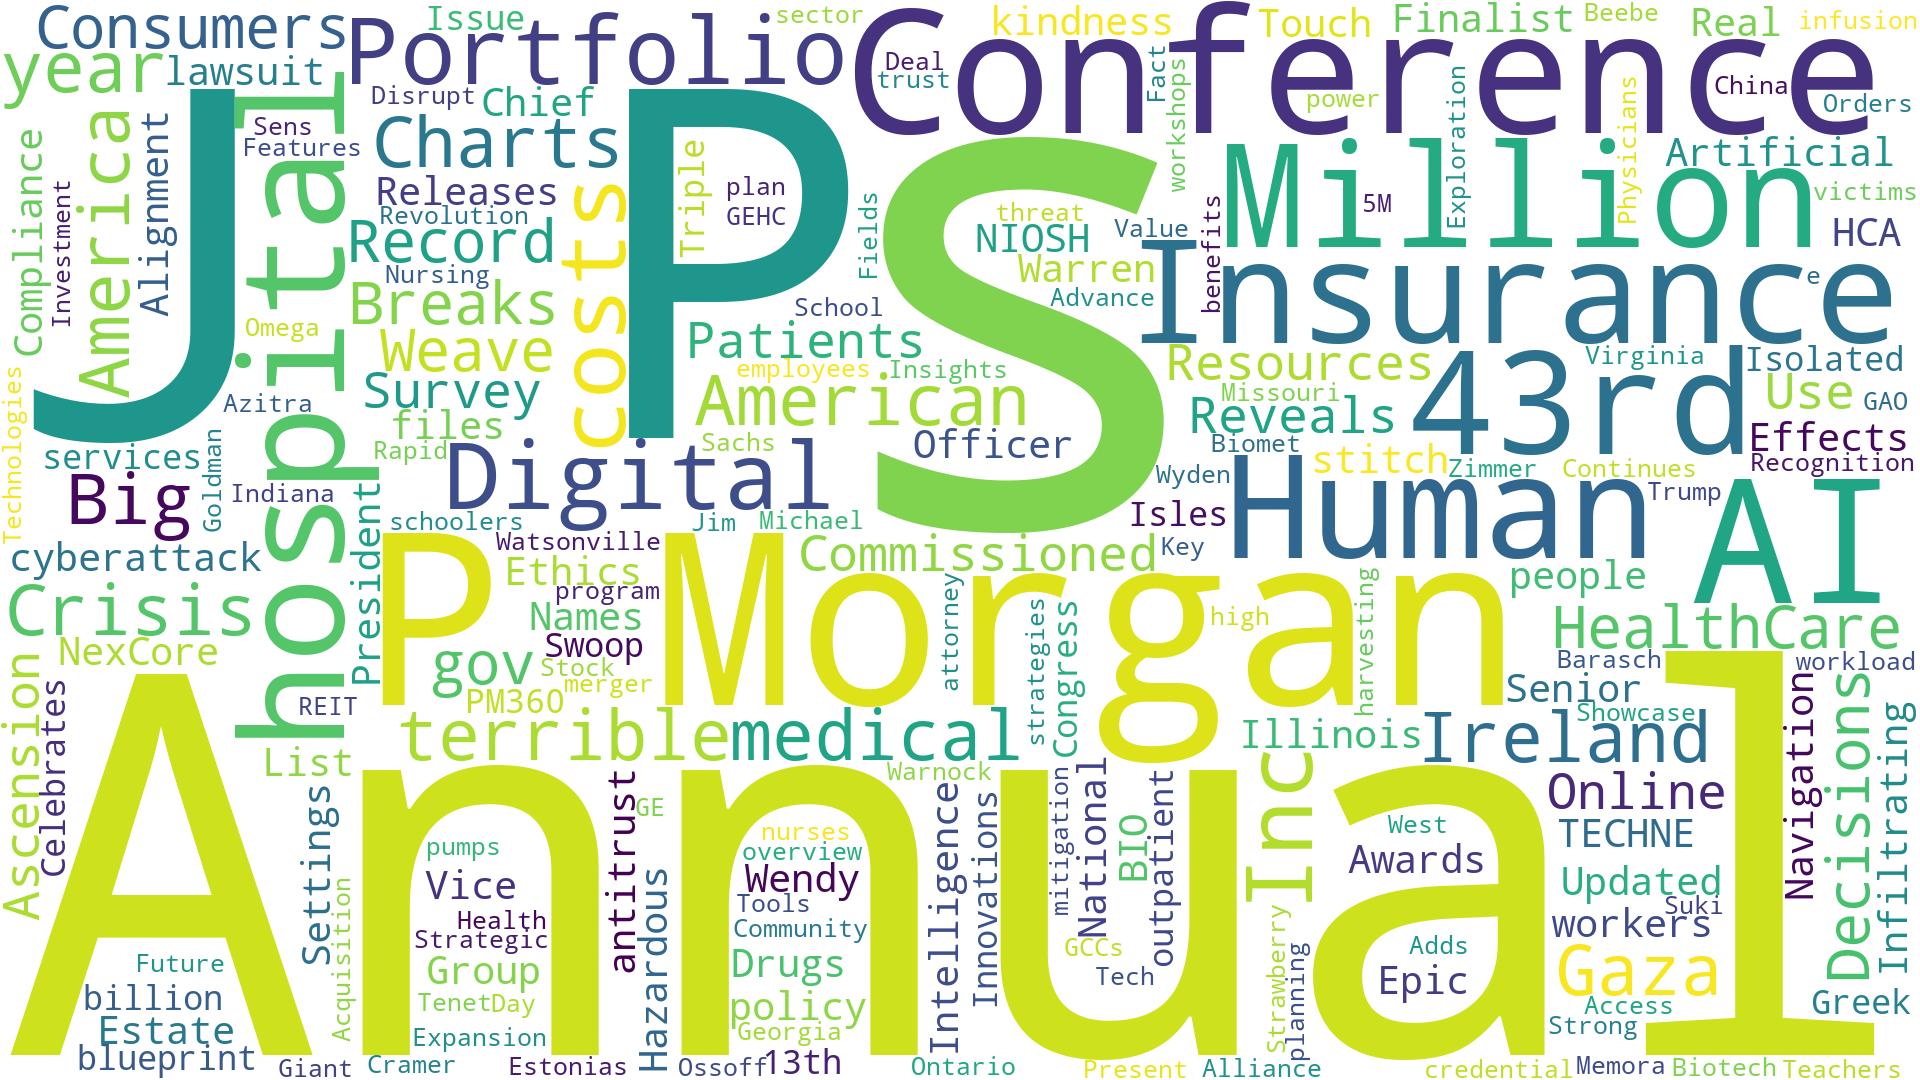 Consumers
Issue
Portfolio
sector
Conference
kindness
Touch
Finalist
Beebe
Real
infusion
year
lawsuit
Deal
trust
Fact
workshops
power
Exploration
Physicians
China
Orders
J
P
S
hospital
America
Alignment
Compliance
Investment
Sens
Features
Disrupt
Chief
Charts
Releases
Revolution
Record
Nursing
Breaks
Weave
Survey
files
Rapid
costs
Triple
plan
GEHC
Fields
School
Patients
employees
Insights
American
Sachs
Officer
threat
NIOSH
Warren
Advance
Value
benefits
Million
5M
Artificial
victims
HCA
Insurance
e
Resources
Missouri
Virginia
Isolated
Reveals
43rd
Use
GAO
Effects
Recognition
Biomet
stitch
Zimmer
Continues
Wyden
Trump
Omega
Azitra
Technologies
services
Big
Goldman
Indiana
cyberattack
President
Digital
schoolers
Jim
Michael
Isles
Key
Human
AI
Crisis
NexCore
Watsonville
P
Morgan
Commissioned
Ethics
program
Names
Swoop
gov
Stock
merger
PM360
REIT
attorney
strategies
Congress
high
harvesting
people
HealthCare
Barasch
workload
Senior
Showcase
Ireland
Illinois
Navigation
Decisions
Infiltrating
Ascension
Celebrates
List
terrible
medical
Warnock
Annual
Settings
antitrust
GE
Acquisition
pumps
Vice
Health
Strategic
Group
TenetDay
Expansion
Hazardous
nurses
overview
Wendy
Tools
Community
Drugs
policy
Georgia
Intelligence
Innovations
mitigation
National
BIO
outpatient
GCCs
Tech
Inc
Strawberry
planning
West
Awards
Adds
Epic
Online
TECHNE
Updated
Suki
workers
Gaza
Access
Strong
Greek
Future
billion
Estate
blueprint
Giant
Cramer
Estonias
Ossoff
13th
Ontario
Present
Alliance
credential
Memora
Biotech
Teachers